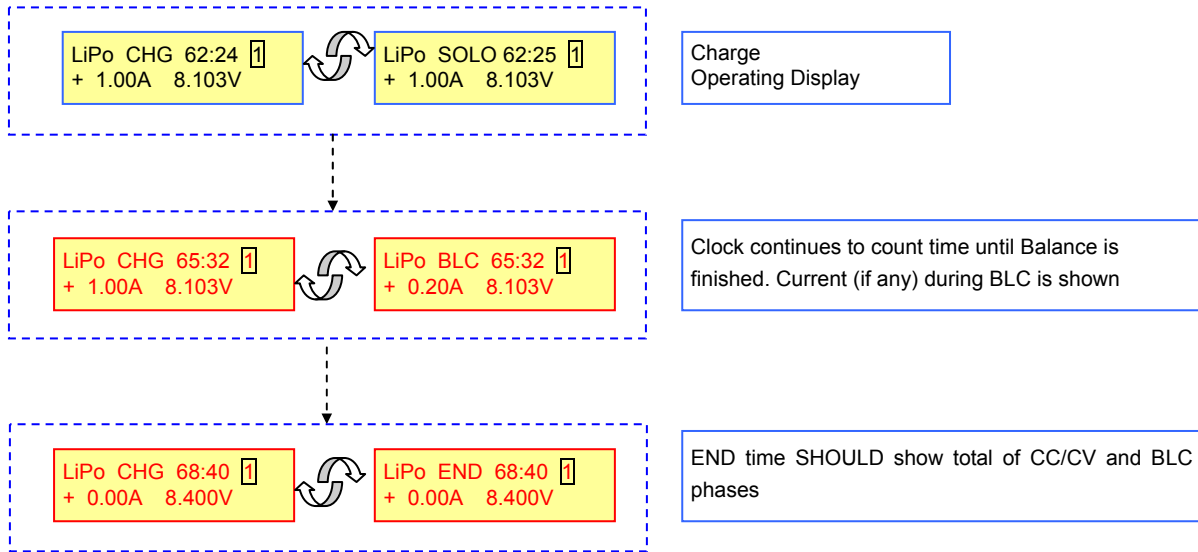 LiPo CHG 62:24 1
+ 1.00A 8.103V
LiPo SOLO 62:25 1
+ 1.00A 8.103V
Charge
Operating Display
LiPo CHG 65:32 1
+ 1.00A 8.103V
LiPo BLC 65:32 1
+ 0.20A 8.103V
Clock continues to count time until Balance is
finished. Current (if any) during BLC is shown
LiPo CHG 68:40 1
+ 0.00A 8.400V
LiPo END 68:40 1
+ 0.00A 8.400V
END time SHOULD show total of CC/CV and BLC
phases